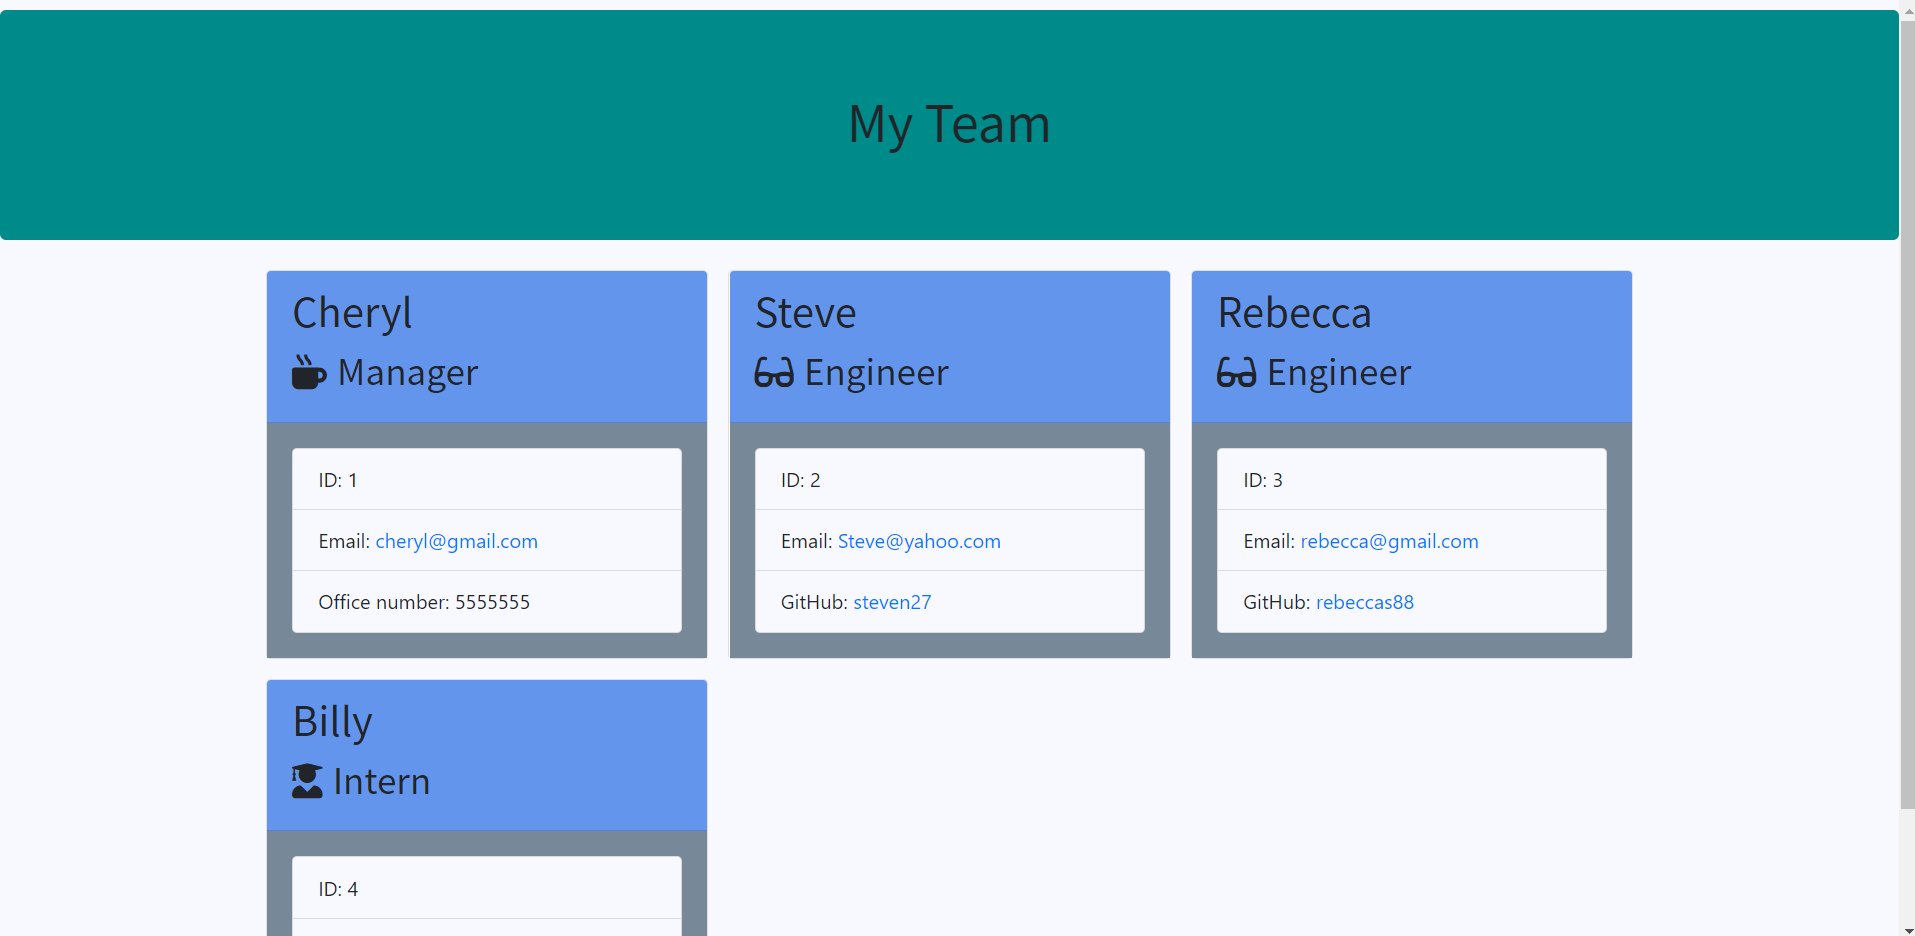 My Team
Cheryl
Manager
ID: 1
Email: cheryl@gmail.com
Office number: 5555555
Steve
Engineer
ID: 2
Email: Steve@yahoo.com
GitHub: steven27
Rebecca
Engineer
ID: 3
Email: rebecca@gmail.com
GitHub: rebeccas88
Billy
Intern
ID: 4